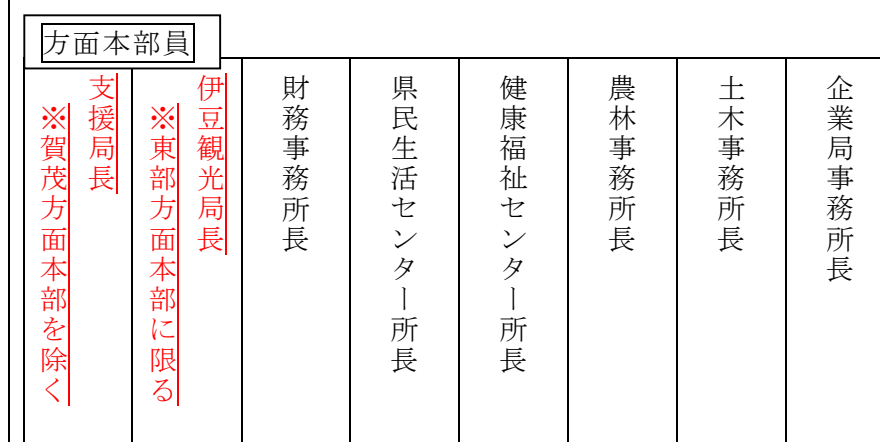 方面本部員
支援局長
※賀茂方面本部を除く
伊豆観光局長
※東部方面本部に限る
財務事務所長
県民生活センター所長
健康福祉センター所長
農林事務所長
土木事務所長
企業局事務所長